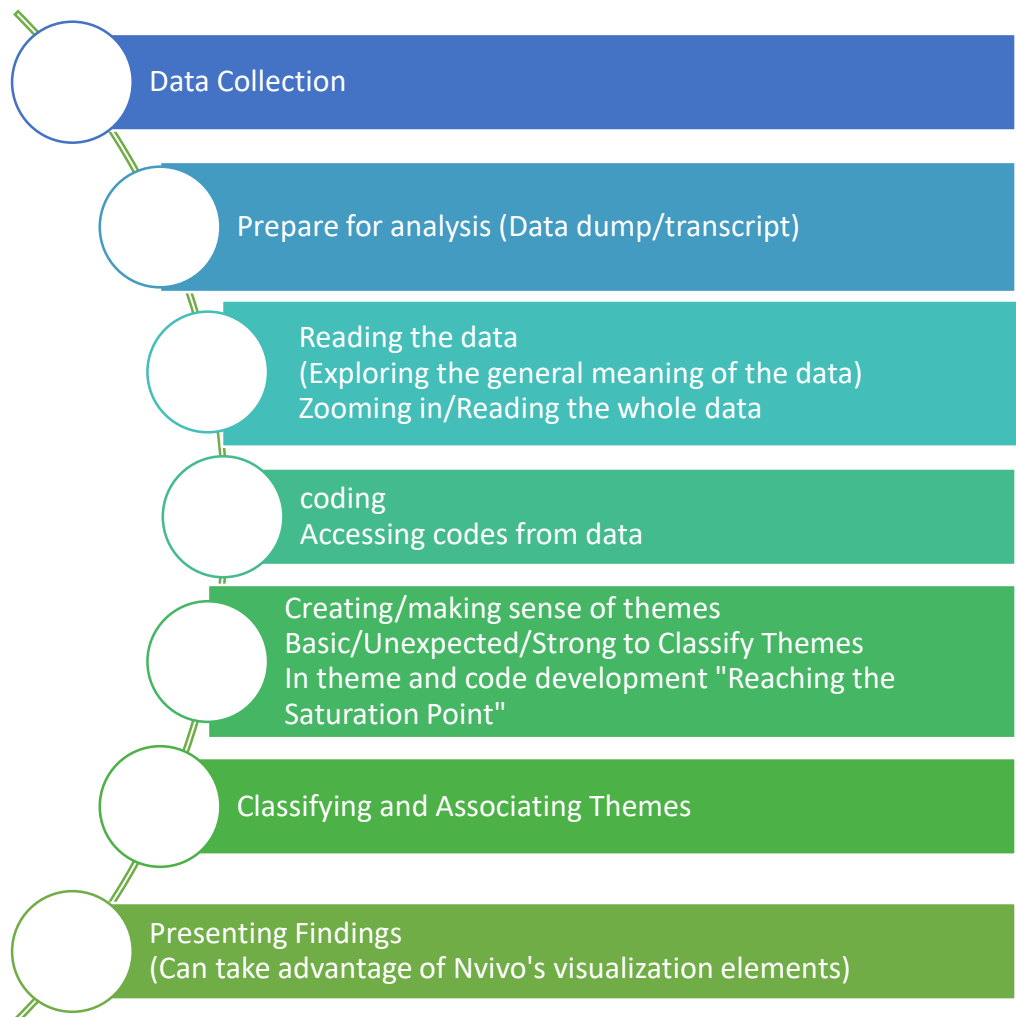 Data Collection
Prepare for analysis (Data dump/transcript)
Reading the data
(Exploring the general meaning of the data)
Zooming in/Reading the whole data
coding
Accessing codes from data
Creating/making sense of themes
Basic/Unexpected/Strong to Classify Themes
In theme and code development "Reaching the
Saturation Point"
Classifying and Associating Themes
Presenting Findings
(Can take advantage of Nvivo's visualization elements)